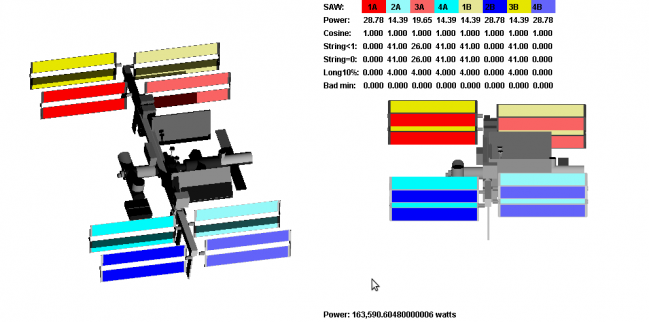 SAW: 1A 2A 3A 4A 1B 2B 3B 4B
Power: 28.78 14.39 19.65 14.39 28.78 14.39 14.39 28.78
Cosine: 1.000 1.000 1.000 1.000 1.000 1.000 1.000 1.000
String<1: 0.000 41.00 26.00 41.00 0.000 41.00 41.00 0.000
String=0: 0.000 41.00 26.00 41.00 0.000 41.00 41.00 0.000
Long10%: 0.000 4.000 4.000 4.000 0.000 4.000 4.000 0.000
Bad min: 0.000 0.000 0.000 0.000 0.000 0.000 0.000 0.000
Power: 163,590.60480000006 watts